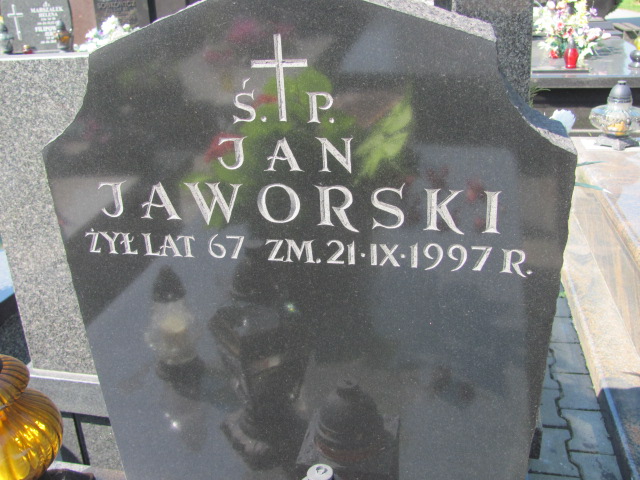 Ś. P.
JAN
JAWORSKI
ŻYŁ LAT 67 ZM. 21·IX·1997 R.